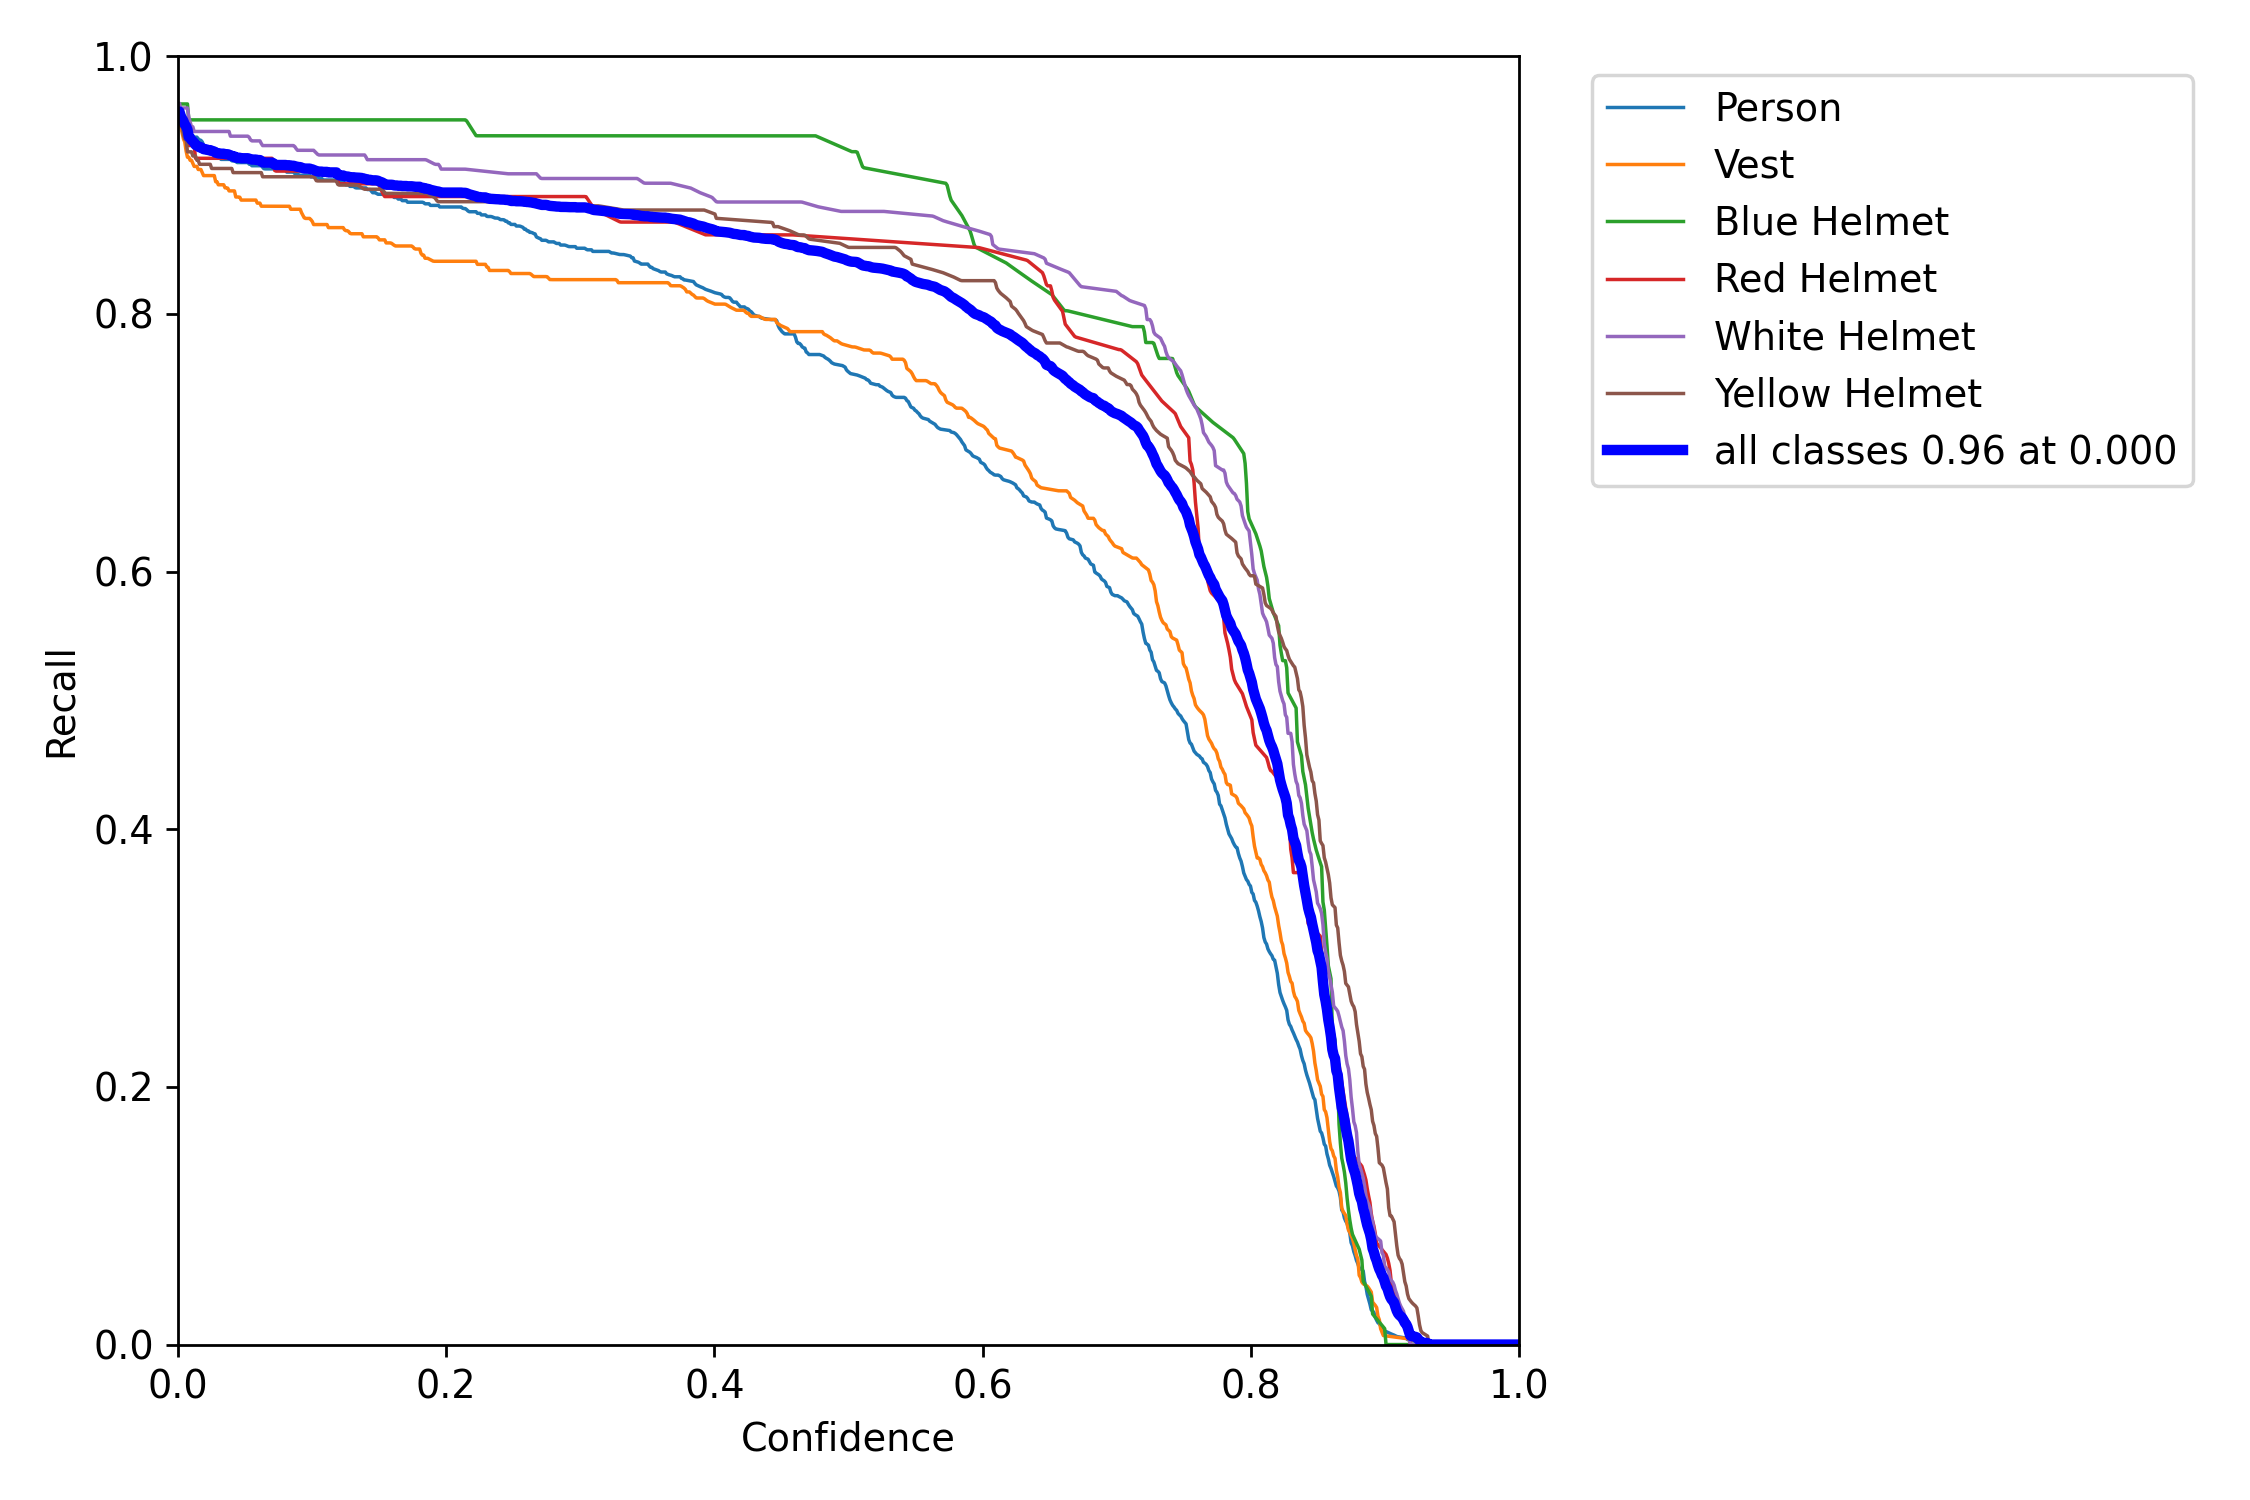 1.0
0.8
0.6
0.4
0.2
0.0
Recall
0.0 0.2 0.4 0.6 0.8 1.0
Confidence
Person
Vest
Blue Helmet
Red Helmet
White Helmet
Yellow Helmet
all classes 0.96 at 0.000